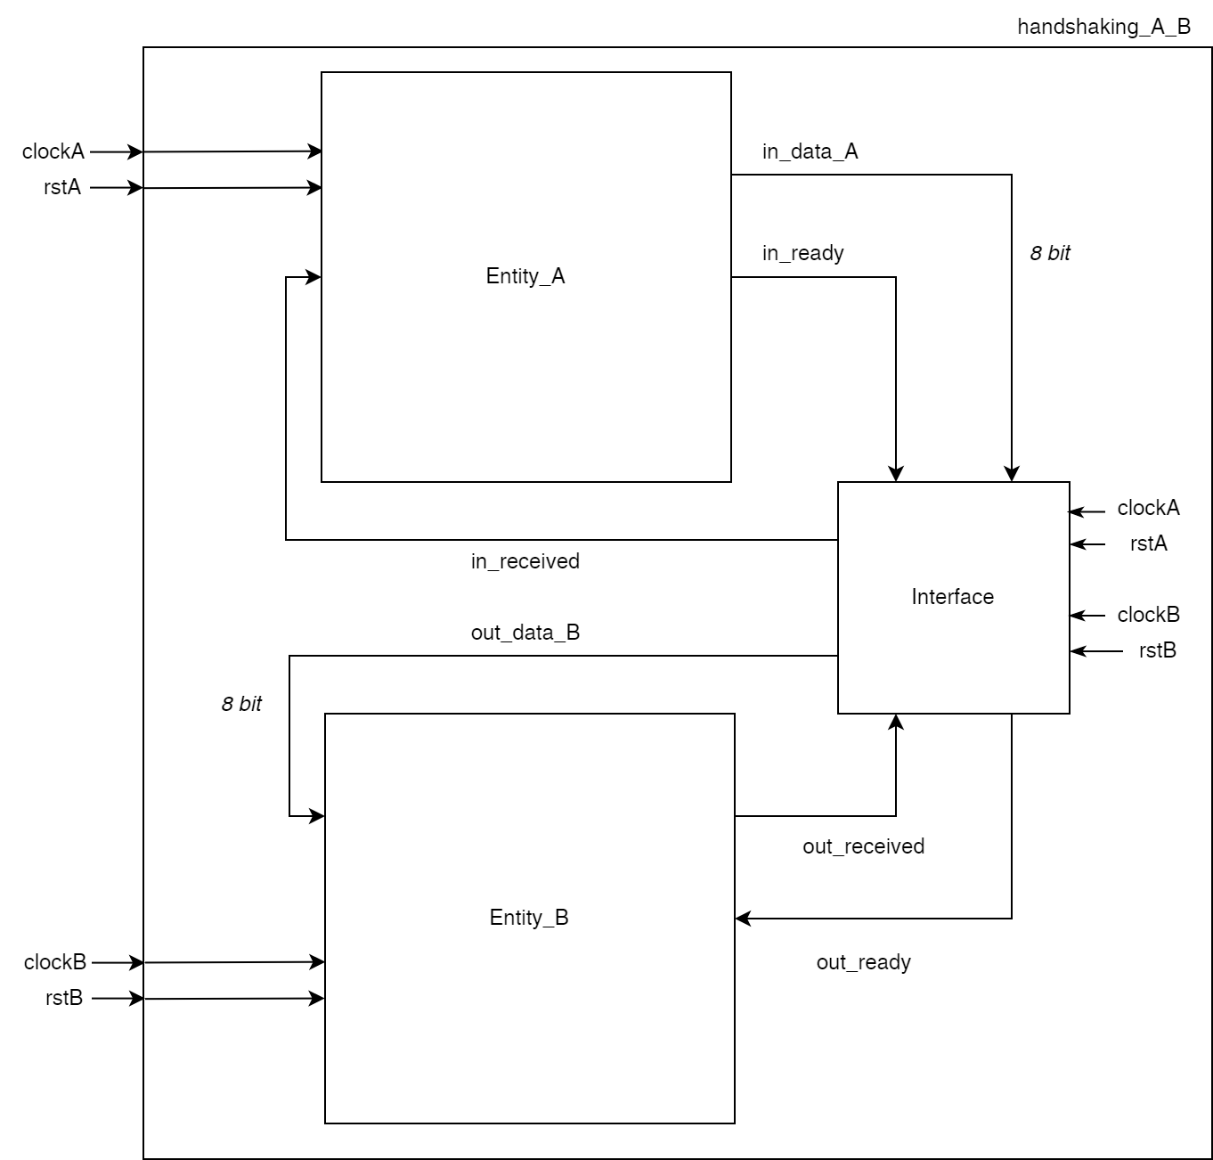 handshaking_A_B
clockA
in_data_A
rstA
in_ready
8 bit
Entity_A
clockA
rstA
in_received
Interface
clockB
out_data_B
rstB
8 bit
out_received
Entity_B
clockB
out_ready
rstB